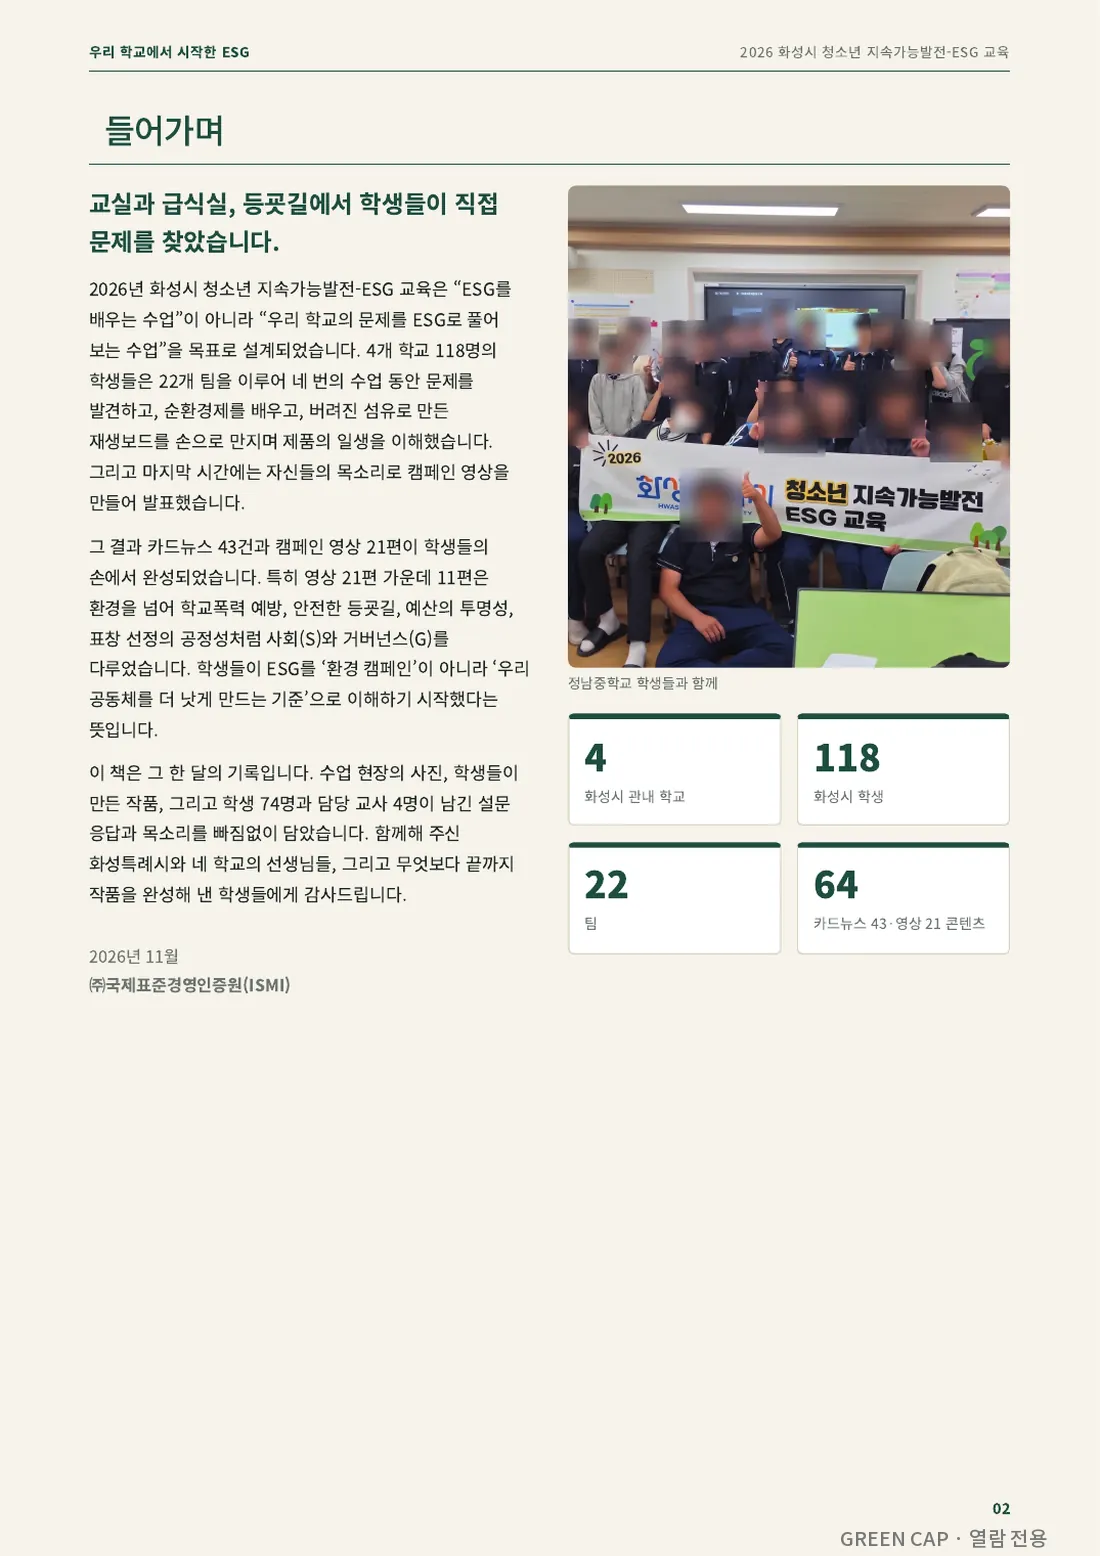 우리 학교에서 시작한 ESG
2026 화성시 청소년 지속가능발전-ESG 교육
들어가며
교실과 급식실, 등굣길에서 학생들이 직접
문제를 찾았습니다.
2026년 화성시 청소년 지속가능발전-ESG 교육은 “ESG를
배우는 수업”이 아니라 “우리 학교의 문제를 ESG로 풀어
보는 수업”을 목표로 설계되었습니다. 4개 학교 118명의
학생들은 22개 팀을 이루어 네 번의 수업 동안 문제를
발견하고, 순환경제를 배우고, 버려진 섬유로 만든
재생보드를 손으로 만지며 제품의 일생을 이해했습니다.
그리고 마지막 시간에는 자신들의 목소리로 캠페인 영상을
만들어 발표했습니다.
그 결과 카드뉴스 43건과 캠페인 영상 21편이 학생들의
손에서 완성되었습니다. 특히 영상 21편 가운데 11편은
환경을 넘어 학교폭력 예방, 안전한 등굣길, 예산의 투명성,
표창 선정의 공정성처럼 사회(S)와 거버넌스(G)를
다루었습니다. 학생들이 ESG를 ‘환경 캠페인’이 아니라 ‘우리
공동체를 더 낫게 만드는 기준’으로 이해하기 시작했다는
뜻입니다.
이 책은 그 한 달의 기록입니다. 수업 현장의 사진, 학생들이
만든 작품, 그리고 학생 74명과 담당 교사 4명이 남긴 설문
응답과 목소리를 빠짐없이 담았습니다. 함께해 주신
화성특례시와 네 학교의 선생님들, 그리고 무엇보다 끝까지
작품을 완성해 낸 학생들에게 감사드립니다.
2026년 11월
㈜국제표준경영인증원(ISMI)
2026
청소년 지속가능발전
ESG 교육
정남중학교 학생들과 함께
4
화성시 관내 학교
118
화성시 학생
22
팀
64
카드뉴스 43·영상 21 콘텐츠
02
GREEN CAP · 열람 전용